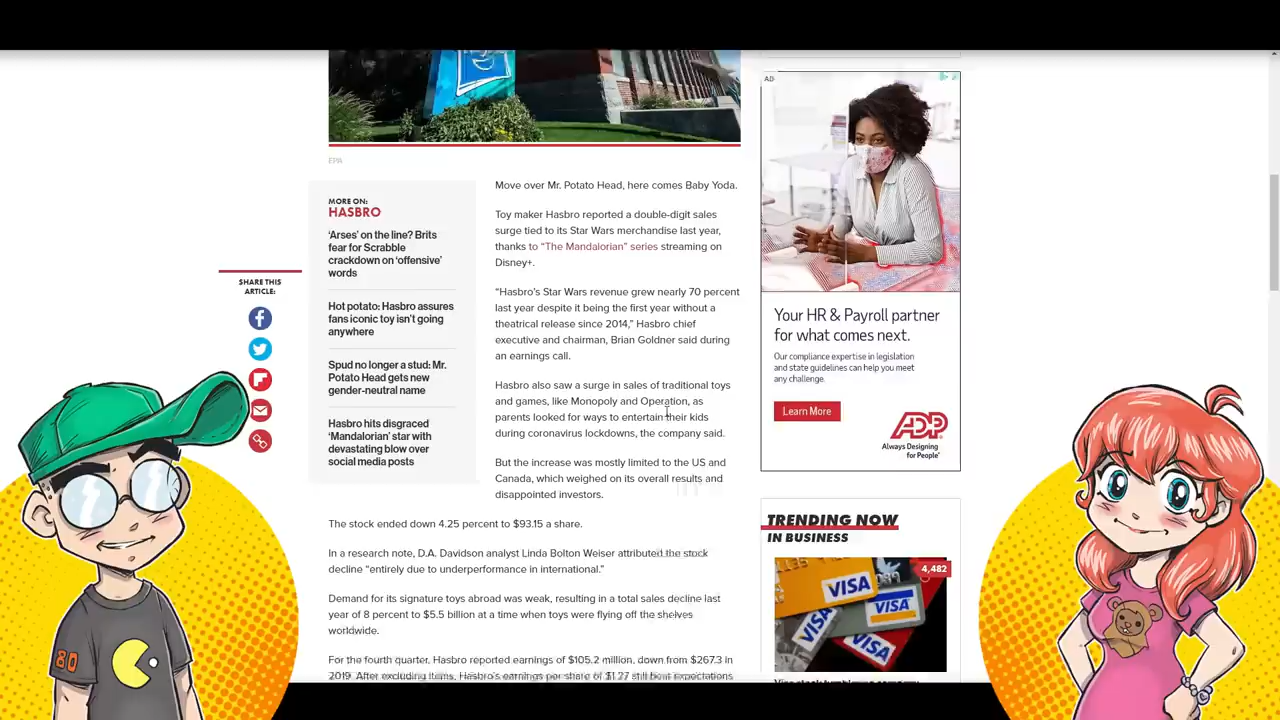 EPA
MORE ON:
HASBRO
'Arses' on the line? Brits
fear for Scrabble
crackdown on 'offensive'
words
Hot potato: Hasbro assures
fans iconic toy isn't going
anywhere
Spud no longer a stud: Mr.
Potato Head gets new
gender-neutral name
Hasbro hits disgraced
'Mandalorian' star with
devastating blow over
social media posts
SHARE THIS
ARTICLE:
Move over Mr. Potato Head, here comes Baby Yoda.
Toy maker Hasbro reported a double-digit sales
surge tied to its Star Wars merchandise last year,
thanks to “The Mandalorian” series streaming on
Disney+.
“Hasbro's Star Wars revenue grew nearly 70 percent
last year despite it being the first year without a
theatrical release since 2014,” Hasbro chief
executive and chairman, Brian Goldner said during
an earnings call.
Hasbro also saw a surge in sales of traditional toys
and games, like Monopoly and Operation, as
parents looked for ways to entertain their kids
during coronavirus lockdowns, the company said.
But the increase was mostly limited to the US and
Canada, which weighed on its overall results and
disappointed investors.
The stock ended down 4.25 percent to $93.15 a share.
In a research note, D.A. Davidson analyst Linda Bolton Weiser attributed the stock
decline “entirely due to underperformance in international.”
Demand for its signature toys abroad was weak, resulting in a total sales decline last
year of 8 percent to $5.5 billion at a time when toys were flying off the shelves
worldwide.
For the fourth quarter, Hasbro reported earnings of $105.2 million, down from $267.3 in
2019. After excluding items, Hasbro's earnings per share of $1.27 still beat expectations
AD
Your HR & Payroll partner
for what comes next.
Our compliance expertise in legislation
and state guidelines can help you meet
any challenge.
Learn More
ADP
Always Designing
for People
TRENDING NOW
IN BUSINESS
4,482
VISA
VISA
VISA
VISA
80